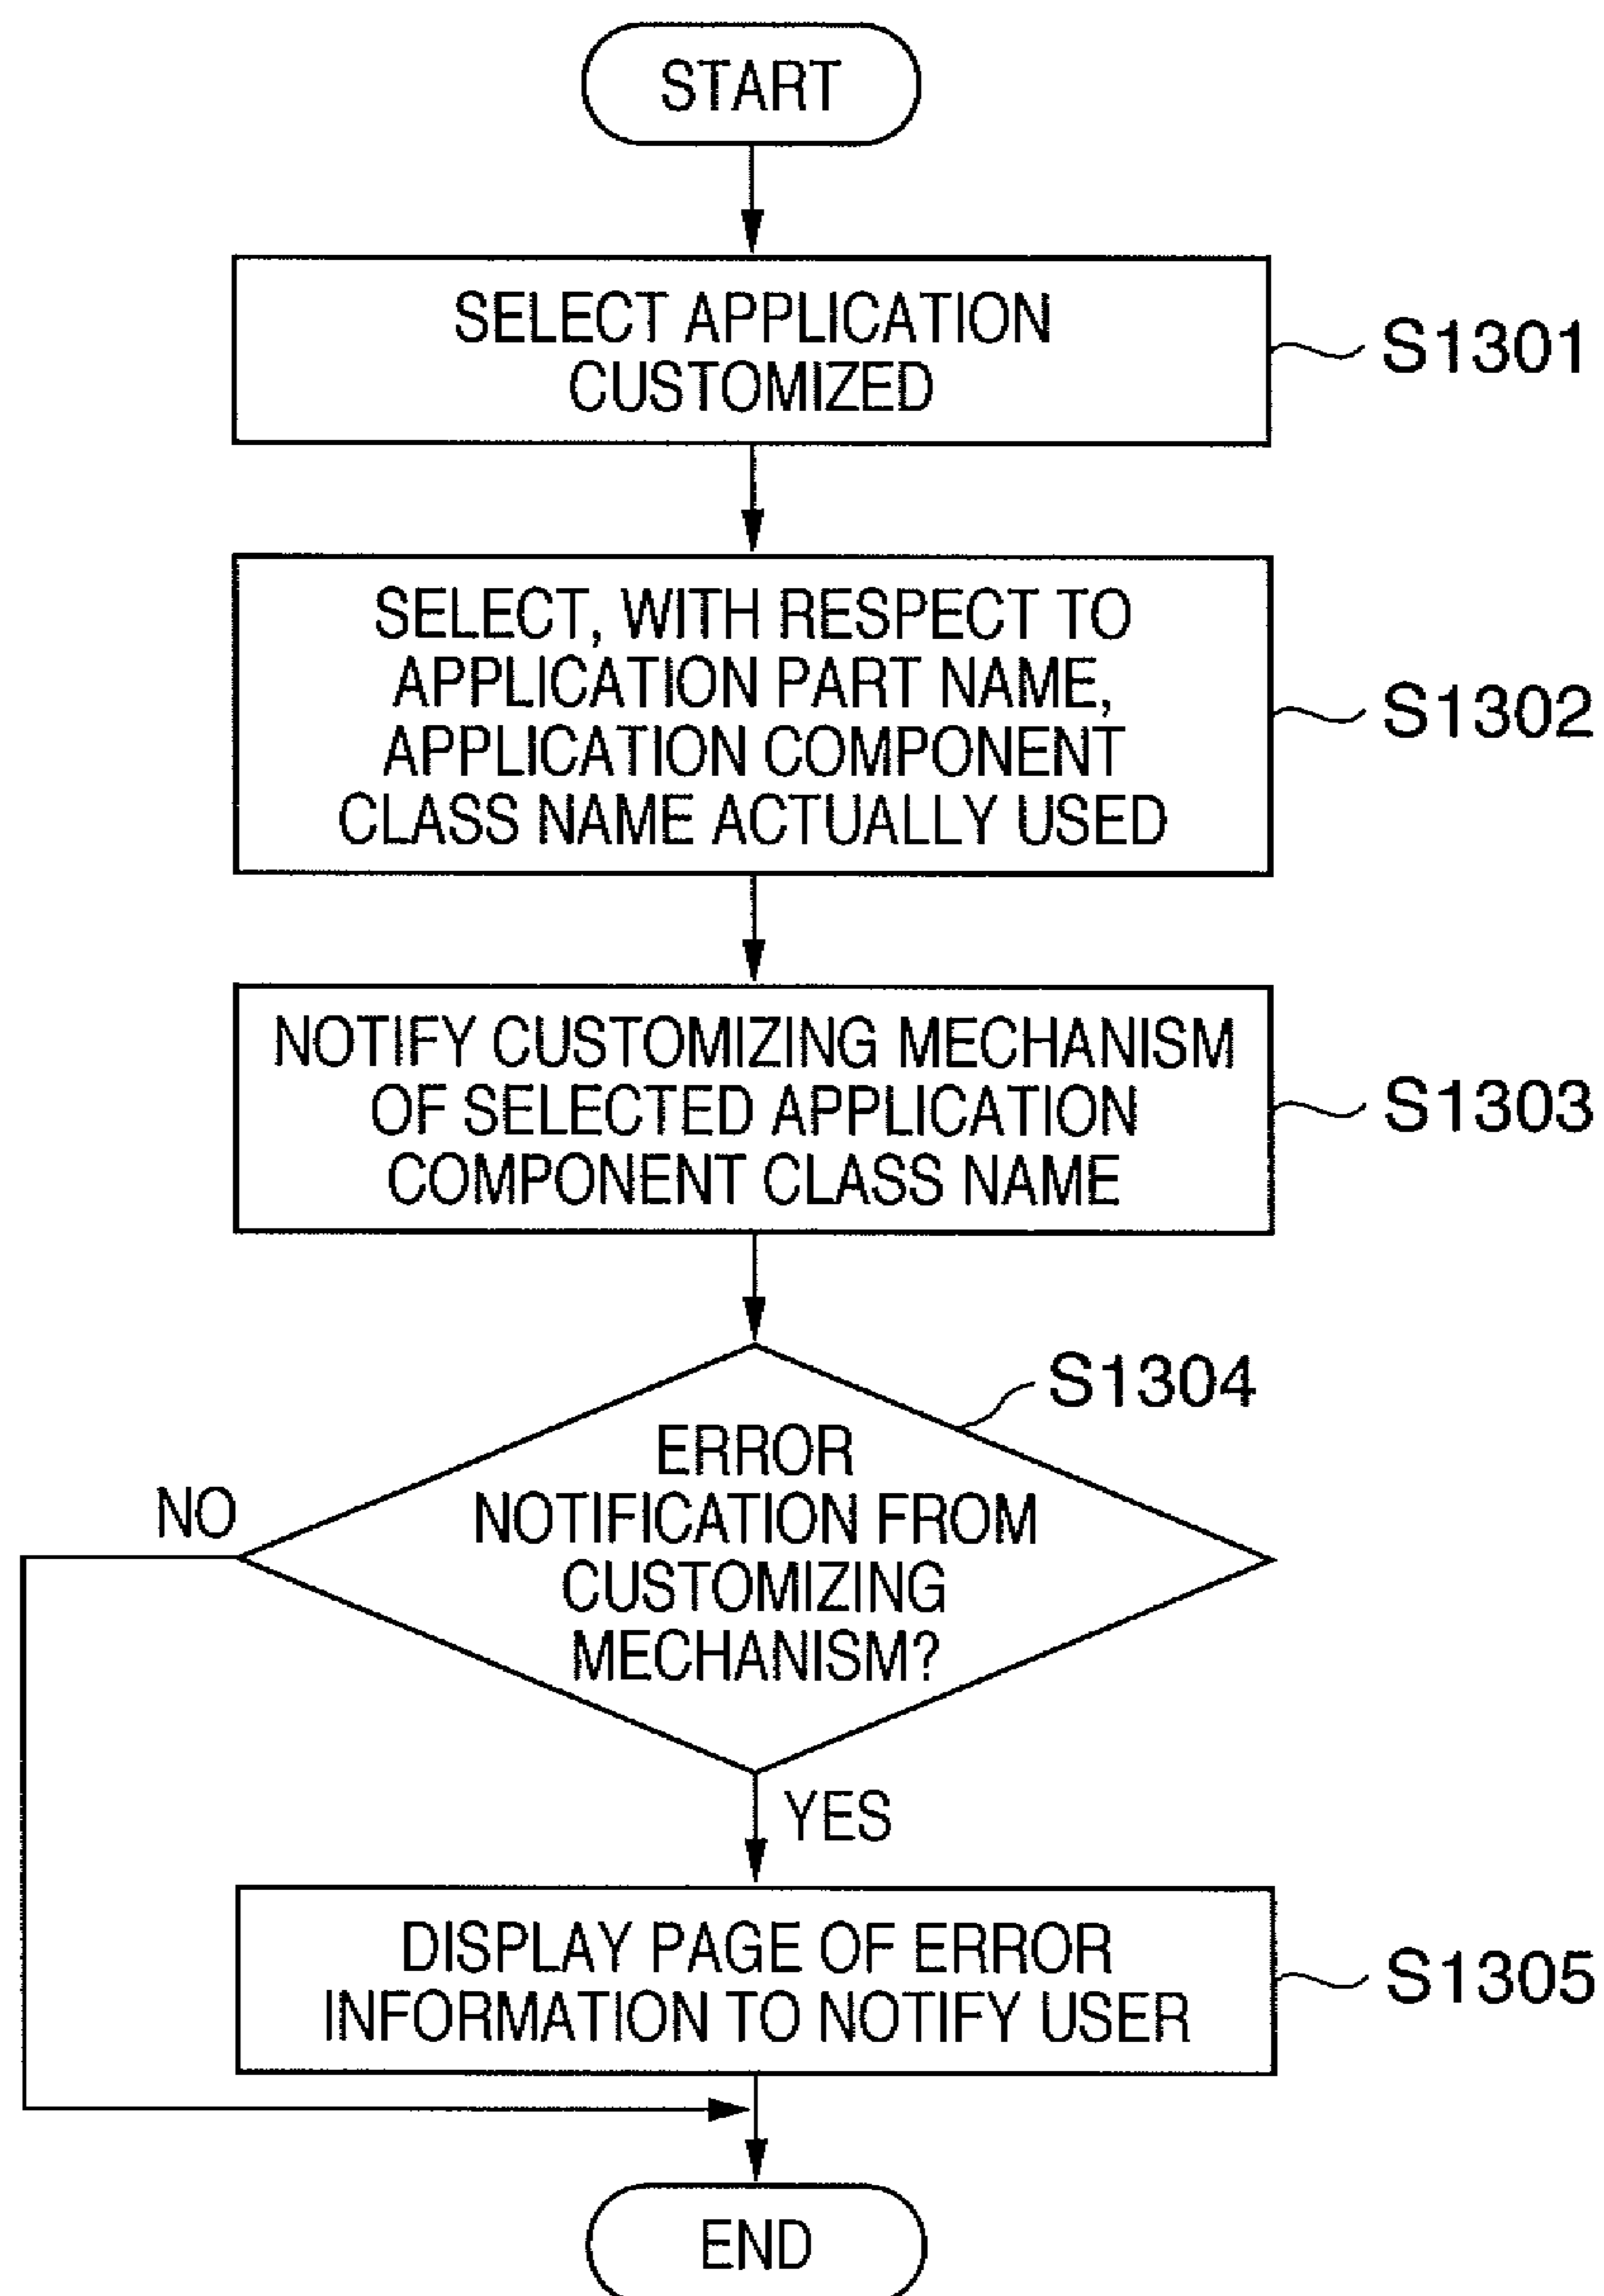 START
SELECT APPLICATION
CUSTOMIZED
S1301
SELECT, WITH RESPECT TO
APPLICATION PART NAME,
APPLICATION COMPONENT
CLASS NAME ACTUALLY USED
S1302
NOTIFY CUSTOMIZING MECHANISM
OF SELECTED APPLICATION
COMPONENT CLASS NAME
S1303
S1304
ERROR
NOTIFICATION FROM
CUSTOMIZING
MECHANISM?
NO
YES
DISPLAY PAGE OF ERROR
INFORMATION TO NOTIFY USER
S1305
END